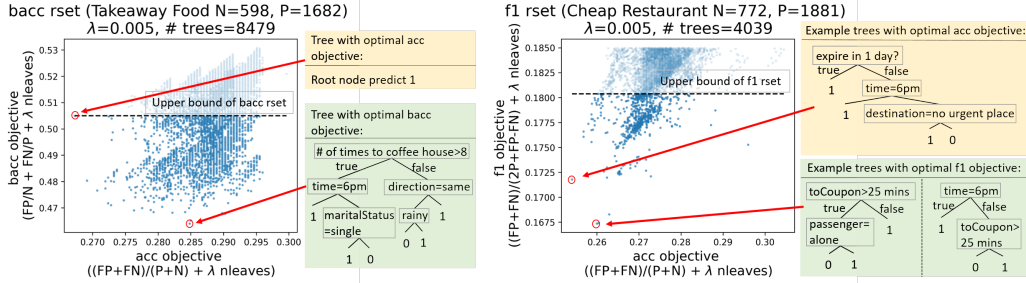 bacc rset (Takeaway Food N=598, P=1682)
λ=0.005, # trees=8479
bacc objective
(FP/N + FN/P + λ nleaves)
0.53
0.52
0.51
0.50
0.49
0.48
0.47
Upper bound of bacc rset
0.270 0.275 0.280 0.285 0.290 0.295 0.300
acc objective
((FP+FN)/(P+N) + λ nleaves)
Tree with optimal acc
objective:
Root node predict 1
Tree with optimal bacc
objective:
# of times to coffee house>8
true false
time=6pm direction=same
1 maritalStatus
=single
rainy 1
0 1
1 0
f1 rset (Cheap Restaurant N=772, P=1881)
λ=0.005, # trees=4039
f1 objective
((FP+FN)/(2P+FP-FN) + λ nleaves)
0.1850
0.1825
0.1800
0.1775
0.1750
0.1725
0.1700
0.1675
Upper bound of f1 rset
0.26 0.27 0.28 0.29 0.30
acc objective
((FP+FN)/(P+N) + λ nleaves)
Example trees with optimal acc objective:
expire in 1 day?
true false
1 time=6pm
1 destination=no urgent place
1 0
Example trees with optimal f1 objective:
toCoupon>25 mins
true false
passenger=
alone
1
0 1
time=6pm
true false
1 toCoupon>
25 mins
0 1